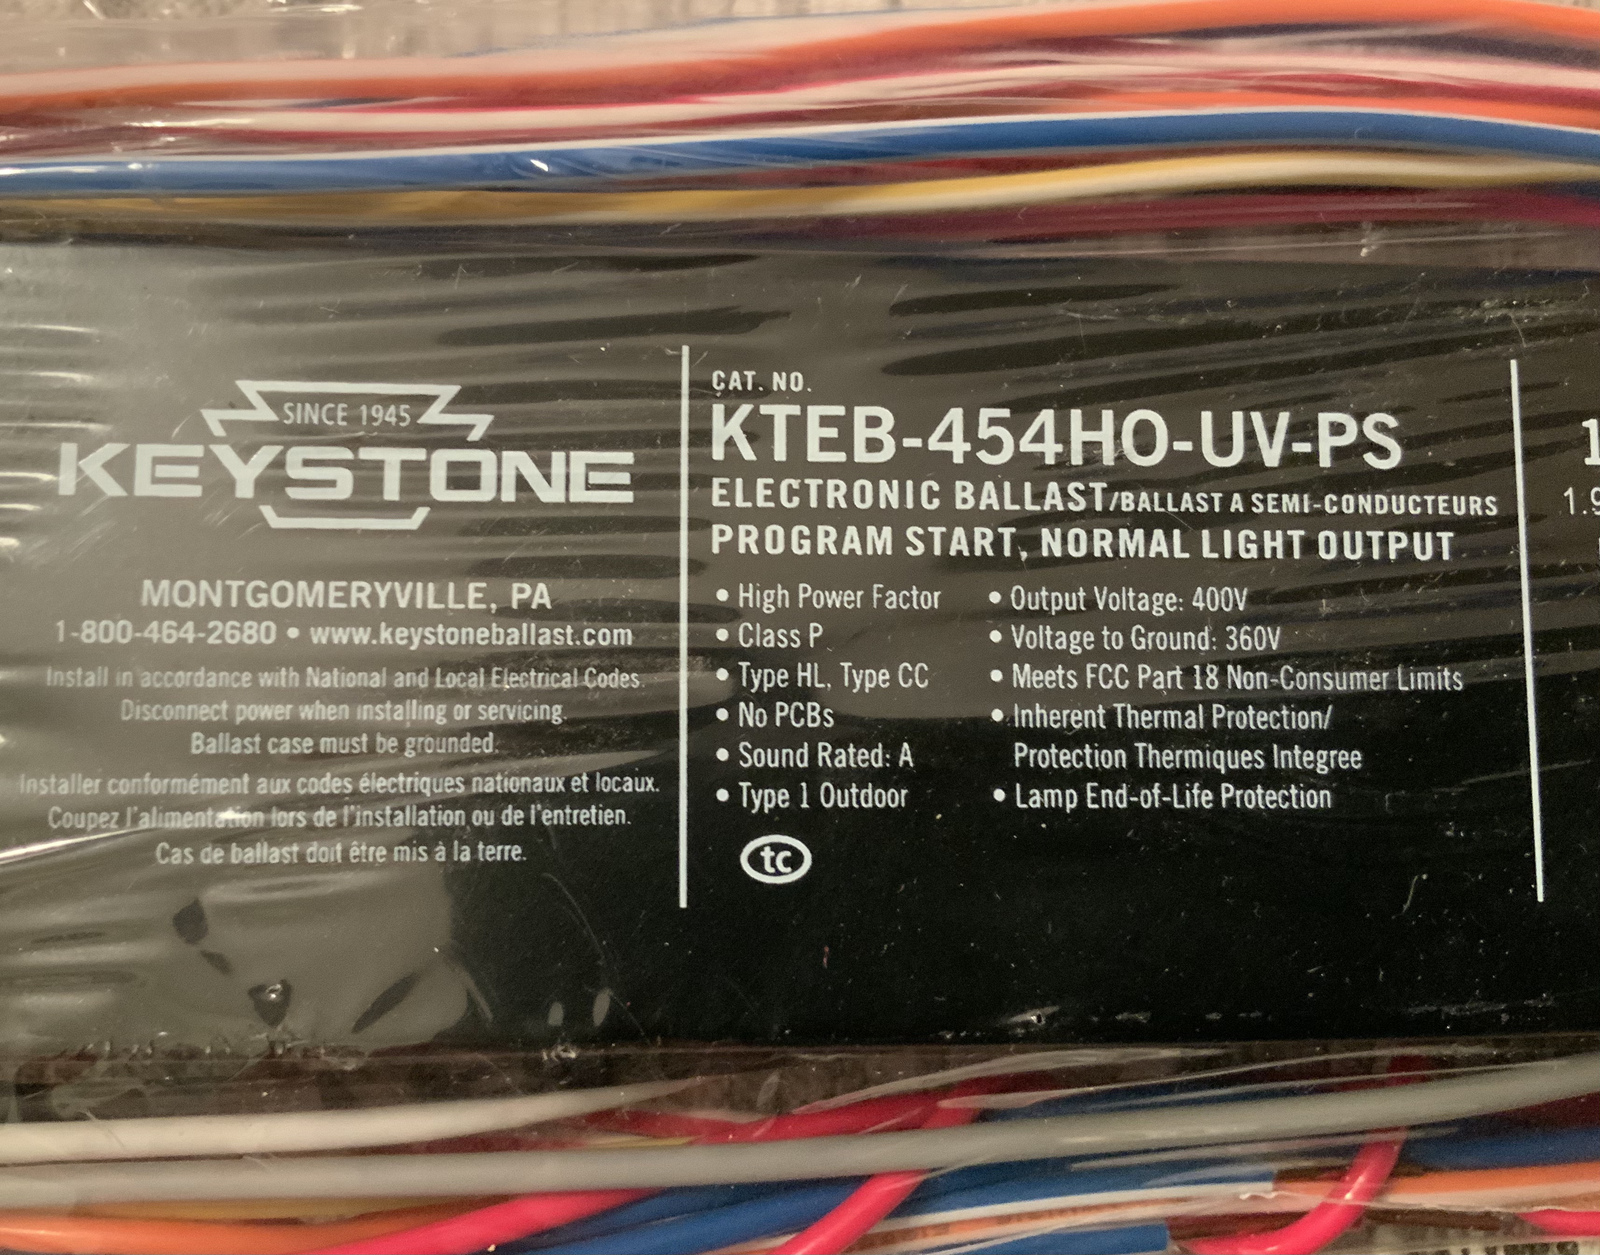 SINCE 1945
KEYSTONE
MONTGOMERYVILLE, PA
1-800-464-2680 • www.keystoneballast.com
Install in accordance with National and Local Electrical Codes.
Disconnect power when installing or servicing.
Ballast case must be grounded.
Installer conformément aux codes électriques nationaux et locaux.
Coupez l'alimentation lors de l'installation ou de l'entretien.
Cas de ballast doit être mis à la terre.
CAT. NO.
KTEB-454HO-UV-PS
ELECTRONIC BALLAST/BALLAST A SEMI-CONDUCTEURS
PROGRAM START, NORMAL LIGHT OUTPUT
• High Power Factor
• Class P
• Type HL, Type CC
• No PCBs
• Sound Rated: A
• Type 1 Outdoor
• Output Voltage: 400V
• Voltage to Ground: 360V
• Meets FCC Part 18 Non-Consumer Limits
• Inherent Thermal Protection/
Protection Thermiques Integree
• Lamp End-of-Life Protection
tc